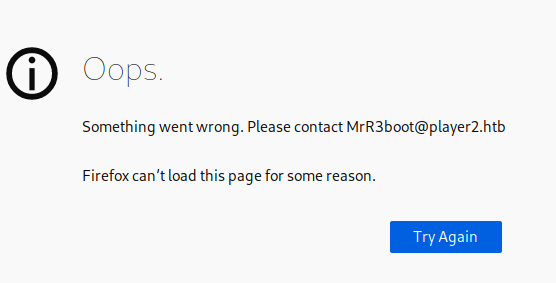 Oops.
Something went wrong. Please contact MrR3boot@player2.htb
Firefox can’t load this page for some reason.
Try Again